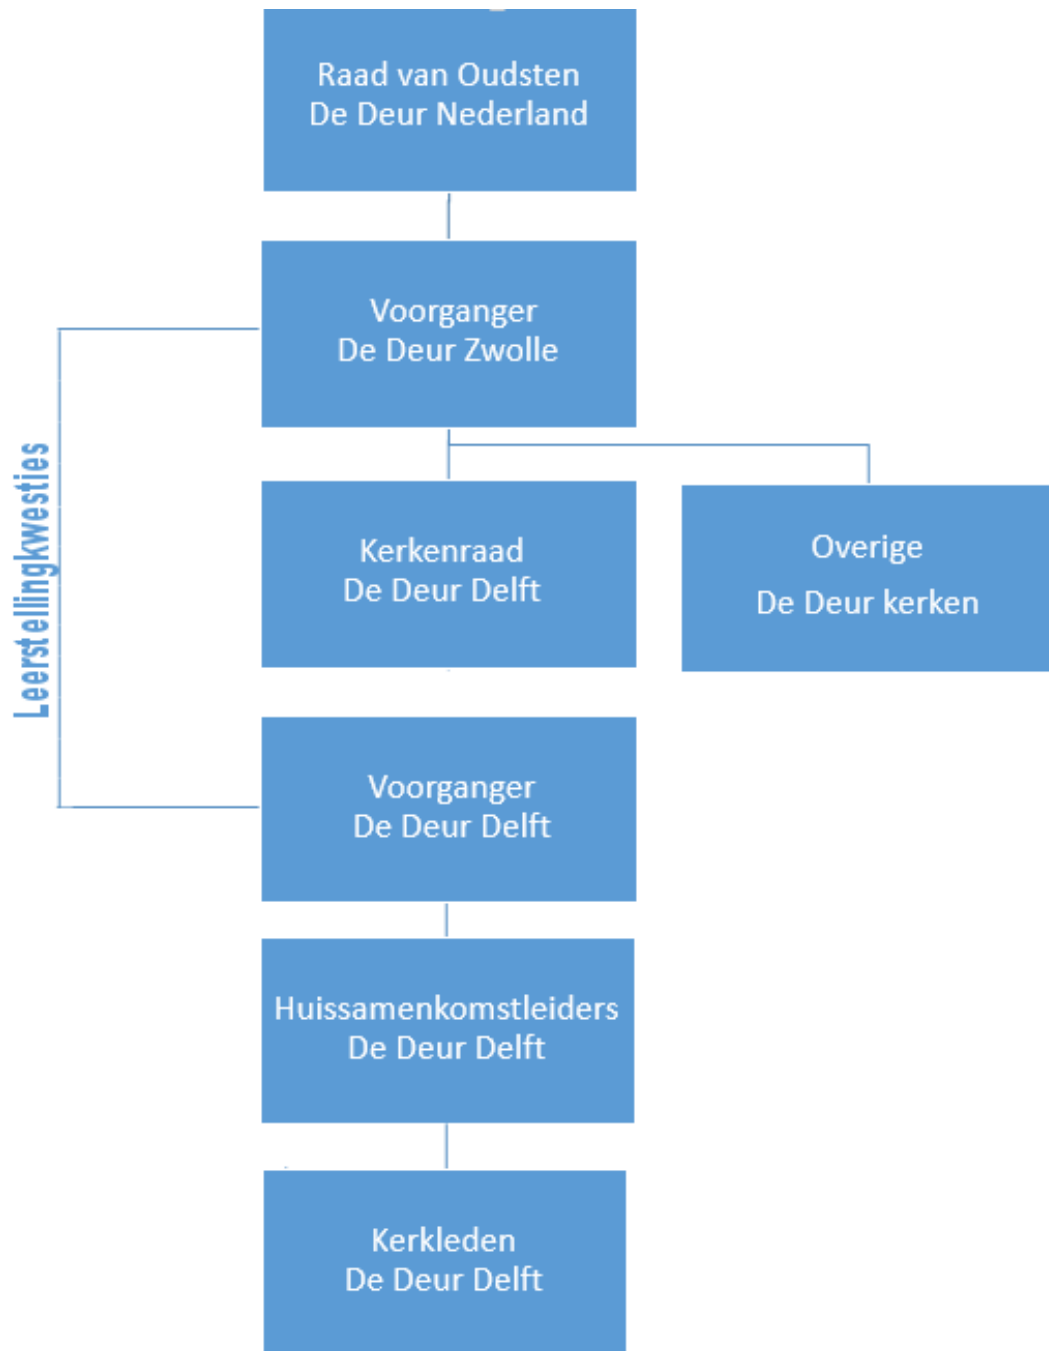 Raad van Oudsten
De Deur Nederland
Voorganger
De Deur Zwolle
Leerstellingkwesties
Kerkenraad
De Deur Delft
Overige
De Deur kerken
Voorganger
De Deur Delft
Huissamenkomstleiders
De Deur Delft
Kerkleden
De Deur Delft